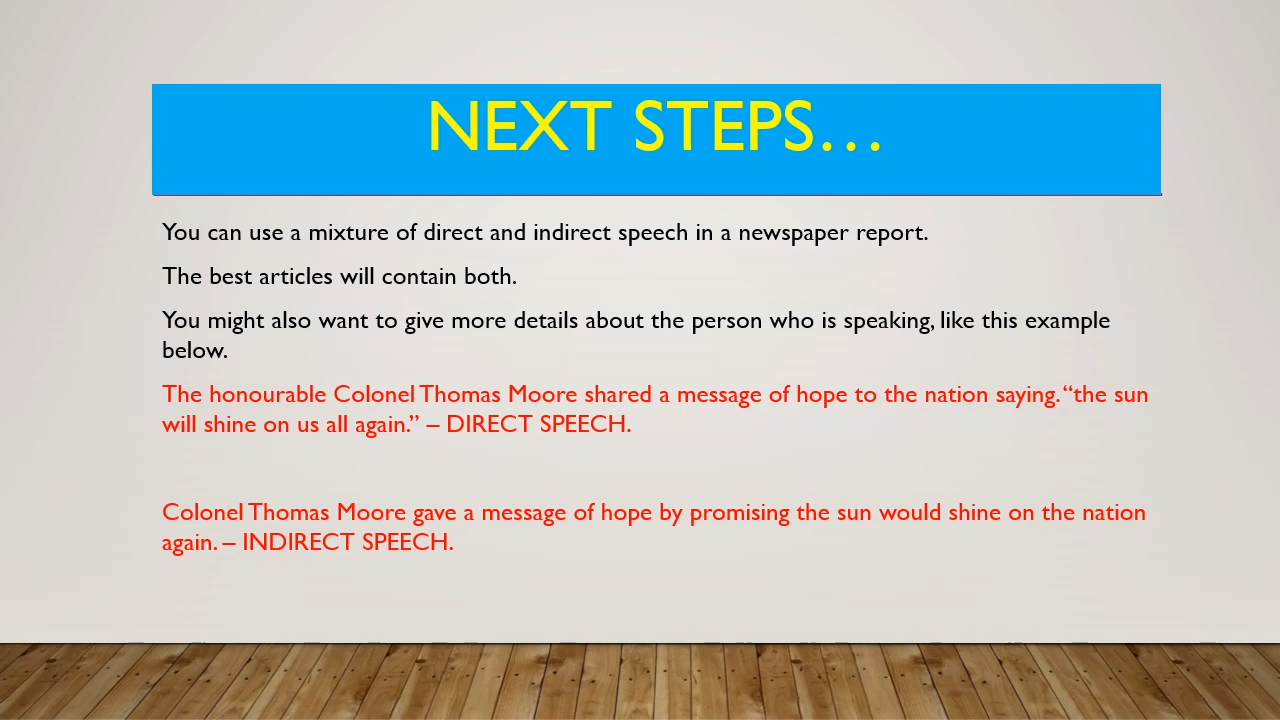 NEXT STEPS…
You can use a mixture of direct and indirect speech in a newspaper report.
The best articles will contain both.
You might also want to give more details about the person who is speaking, like this example
below.
The honourable Colonel Thomas Moore shared a message of hope to the nation saying. “the sun
will shine on us all again.” – DIRECT SPEECH.
Colonel Thomas Moore gave a message of hope by promising the sun would shine on the nation
again. – INDIRECT SPEECH.